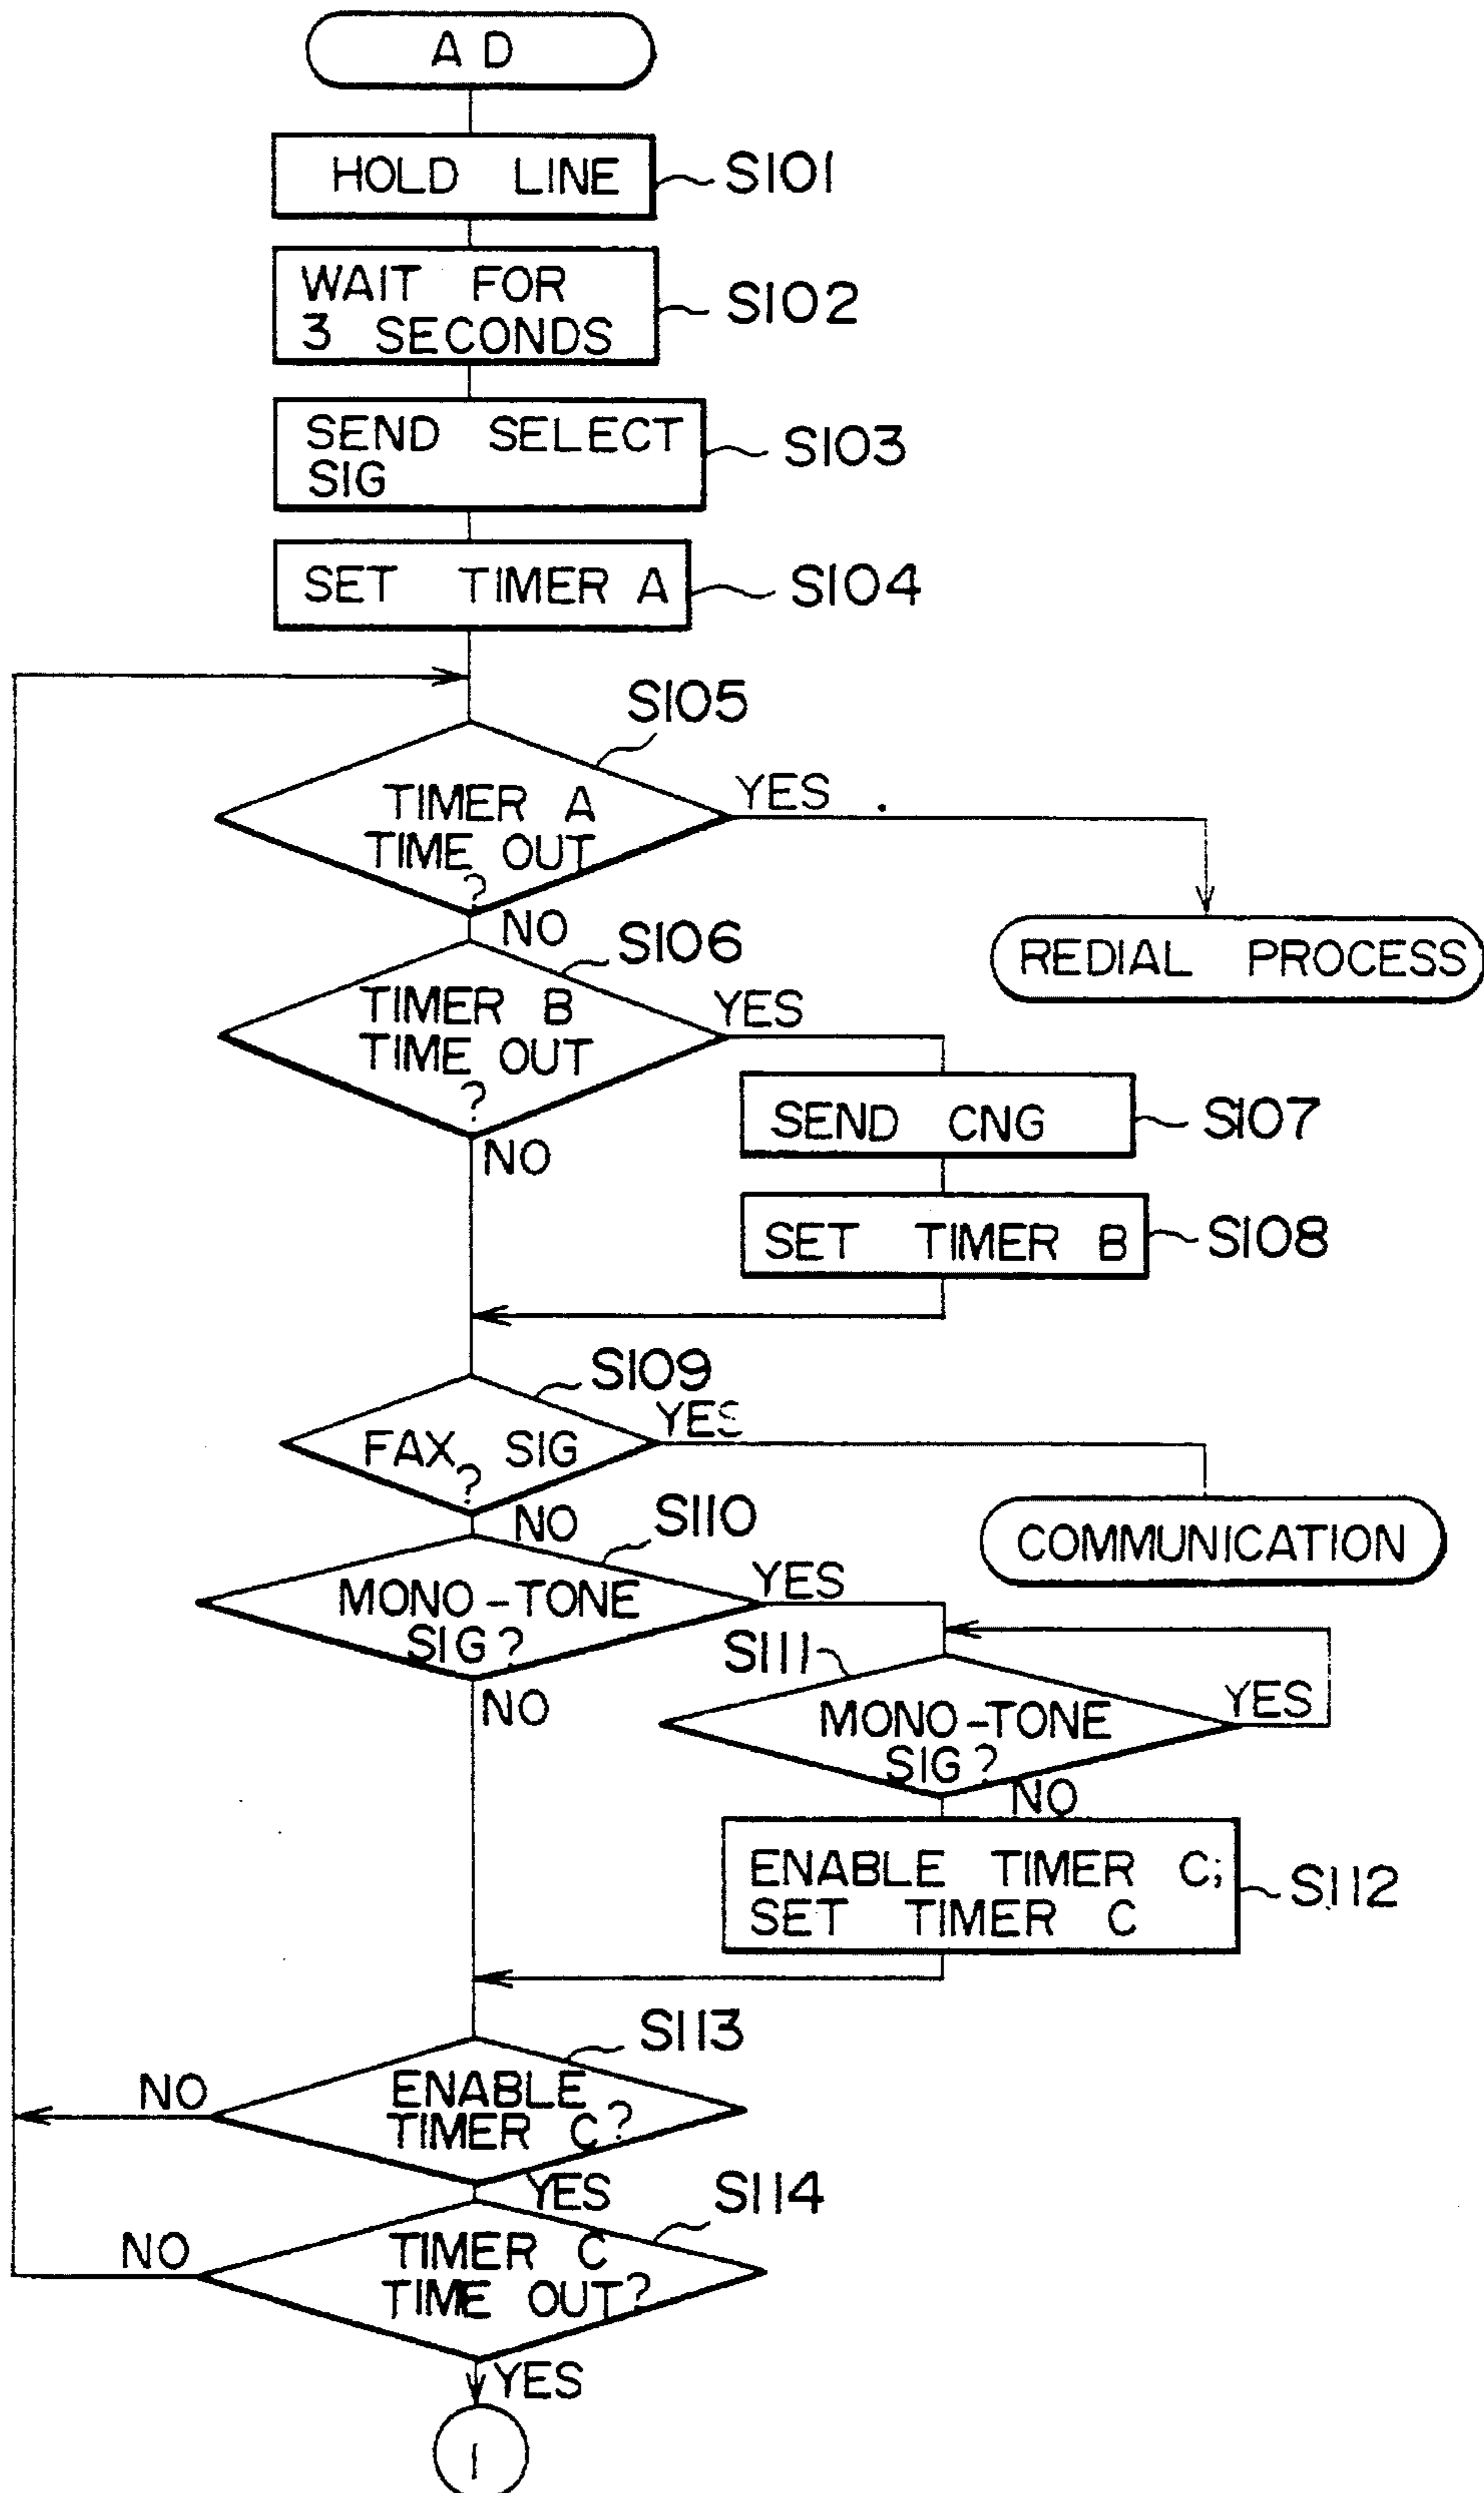 AD
HOLD LINE
S101
WAIT FOR
3 SECONDS
S102
SEND SELECT
SIG
S103
SET TIMER A
S104
S105
TIMER A
TIME OUT
?
YES
NO
REDIAL PROCESS
S106
TIMER B
TIME OUT
?
YES
NO
SEND CNG
S107
SET TIMER B
S108
S109
FAX SIG
?
YES
NO
COMMUNICATION
S110
MONO-TONE
SIG?
YES
NO
S111
MONO-TONE
SIG?
YES
NO
ENABLE TIMER C;
SET TIMER C
S112
S113
ENABLE
TIMER C?
NO
YES
S114
TIMER C
TIME OUT?
NO
YES
1